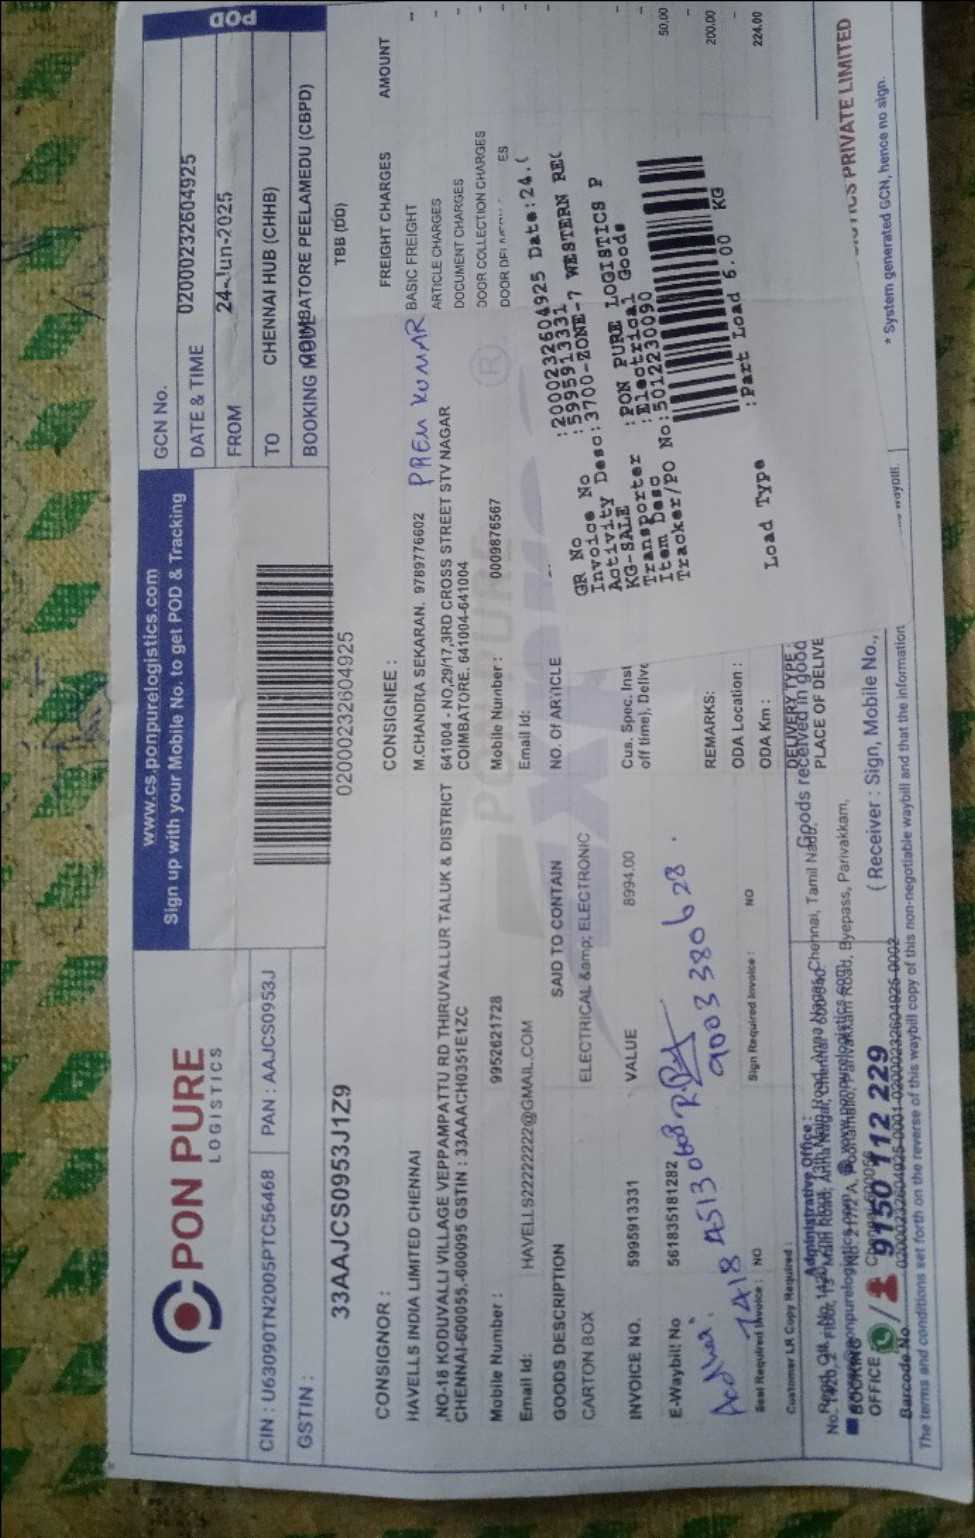 PON PURE
LOGISTICS
CIN : U63090TN2005PTC56468
PAN : AAJCS0953J
GSTIN :
33AAJCS0953J1Z9
www.cs.ponpurelogistics.com
Sign up with your Mobile No. to get POD & Tracking
02000232604925
POD
GCN No.
02000232604925
DATE & TIME
24-Jun-2025
FROM
CHENNAI HUB (CHHB)
TO
COIMBATORE PEELAMEDU (CBPD)
BOOKING MODE
TBB (DD)
CONSIGNOR :
HAVELLS INDIA LIMITED CHENNAI
,NO-16 KODUVALLI VILLAGE VEPPAMPATTU RD THIRUVALLUR TALUK & DISTRICT
CHENNAI-600055,-600095 GSTIN : 33AAACH0351E1ZC
Mobile Number :
9952621728
Email Id:
HAVELLS22222222@GMAIL.COM
CONSIGNEE :
M.CHANDRA SEKARAN. 9789776602
PREM KUMAR
641004 - NO,29/17,3RD CROSS STREET STV NAGAR
COIMBATORE. 641004-641004
Mobile Number :
0009876567
Email Id:
FREIGHT CHARGES
AMOUNT
BASIC FREIGHT
ARTICLE CHARGES
DOCUMENT CHARGES
DOOR COLLECTION CHARGES
50.00
200.00
224.00
GOODS DESCRIPTION
SAID TO CONTAIN
NO. Of ARTICLE
CARTON BOX
ELECTRICAL &amp; ELECTRONIC
INVOICE NO.
VALUE
5995913331
8994.00
Cus. Spec. Inst
off time), Delive
E-Waybill No
561835181282
REMARKS:
ODA Location :
ODA Km :
9003380628
7418
Seal Required Invoice :
NO
Sign Required Invoice :
NO
Customer LR Copy Required :
DELIVERY TYPE
PLACE OF DELIVE
Goods received in good
( Receiver : Sign, Mobile No.,
GR No :2000232604925 Date:24.
Invoice No :5995913331
Activity Desc:3700-ZONE-7 WESTERN REG
KG-SALE
Transporter :PON PURE LOGISTICS P
Item Desc :Electrical Goods
Tracker/PO No:5012230090
Load Type :Part Load 6.00 KG
Administrative Office :
BOOKING
OFFICE
9150 112 229
Barcode No
02000232604925-0001-02000232604925-0002
The terms and conditions set forth on the reverse of this waybill copy of this non-negotiable waybill and that the information
PRIVATE LIMITED
* System generated GCN, hence no sign.